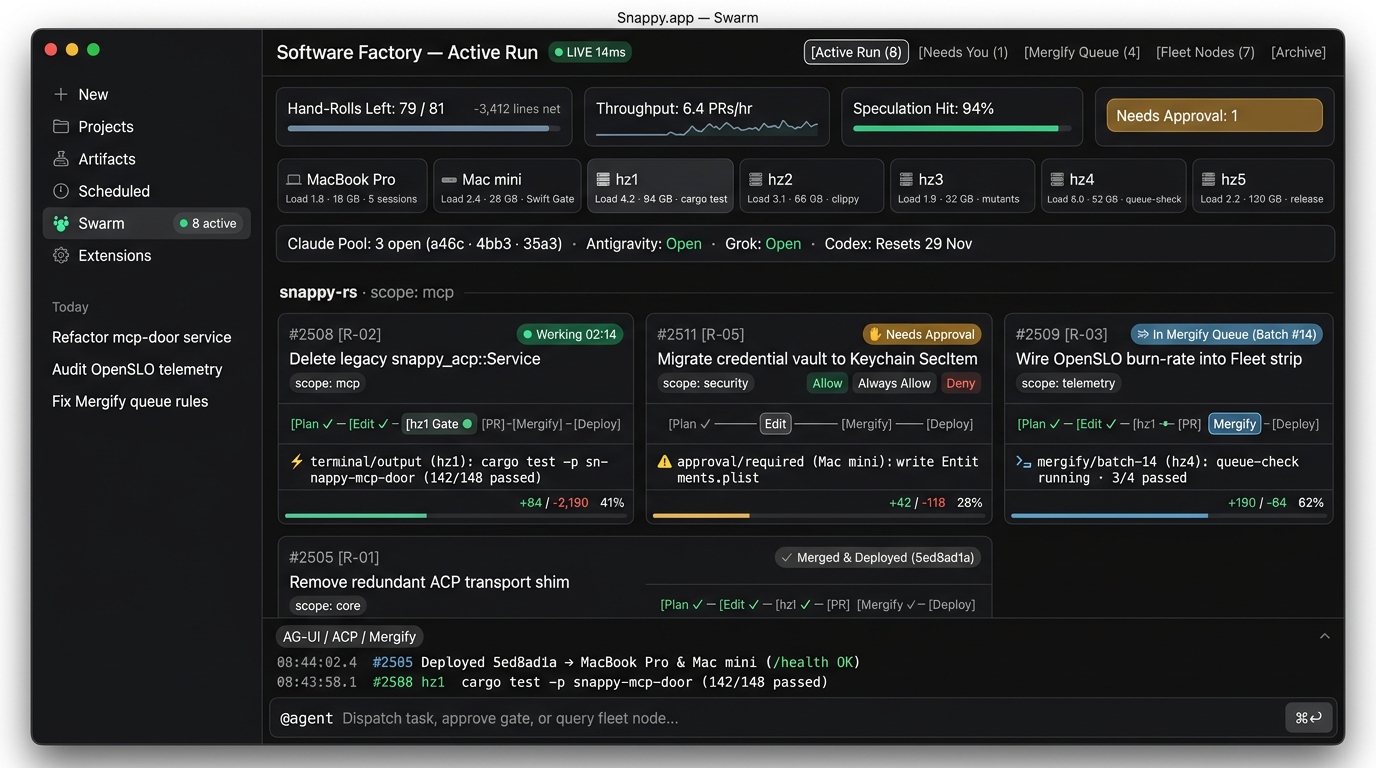 Snappy.app — Swarm
Software Factory — Active Run
LIVE 14ms
[Active Run (8)]
[Needs You (1)]
[Mergify Queue (4)]
[Fleet Nodes (7)]
[Archive]
New
Projects
Artifacts
Scheduled
Swarm
8 active
Extensions
Today
Refactor mcp-door service
Audit OpenSLO telemetry
Fix Mergify queue rules
Hand-Rolls Left: 79 / 81
-3,412 lines net
Throughput: 6.4 PRs/hr
Speculation Hit: 94%
Needs Approval: 1
MacBook Pro
Load 1.8 · 18 GB · 5 sessions
Mac mini
Load 2.4 · 28 GB · Swift Gate
hz1
Load 4.2 · 94 GB · cargo test
hz2
Load 3.1 · 66 GB · clippy
hz3
Load 1.9 · 32 GB · mutants
hz4
Load 6.0 · 52 GB · queue-check
hz5
Load 2.2 · 130 GB · release
Claude Pool: 3 open (a46c · 4bb3 · 35a3) · Antigravity: Open · Grok: Open · Codex: Resets 29 Nov
snappy-rs · scope: mcp
#2508 [R-02]
Working 02:14
Delete legacy snappy_acp::Service
scope: mcp
[Plan ✓ — [Edit ✓ – [hz1 Gate ● [PR]–[Mergify] –[Deploy]
terminal/output (hz1): cargo test –p sn–
nappy-mcp-door (142/148 passed)
+84 / -2,190 41%
#2511 [R-05]
Needs Approval
Migrate credential vault to Keychain SecItem
scope: security
Allow
Always Allow
Deny
[Plan ✓ —— Edit —— [Mergify] —— [Deploy]
approval/required (Mac mini): write Entit
ments.plist
+42 / -118 28%
#2509 [R-03]
In Mergify Queue (Batch #14)
Wire OpenSLO burn-rate into Fleet strip
scope: telemetry
[Plan ✓ – [Edit ✓ – [hz1 [PR] Mergify –[Deploy]
mergify/batch-14 (hz4): queue-check
running · 3/4 passed
+190 / -64 62%
#2505 [R-01]
✓ Merged & Deployed (5ed8ad1a)
Remove redundant ACP transport shim
scope: core
[Plan ✓ — [Edit ✓ — [hz1 ✓ — [PR] [Mergify ✓— [Deploy]
AG-UI / ACP / Mergify
08:44:02.4 #2505 Deployed 5ed8ad1a → MacBook Pro & Mac mini (/health OK)
08:43:58.1 #2508 hz1 cargo test –p snappy-mcp-door (142/148 passed)
@agent Dispatch task, approve gate, or query fleet node...
⌘↩